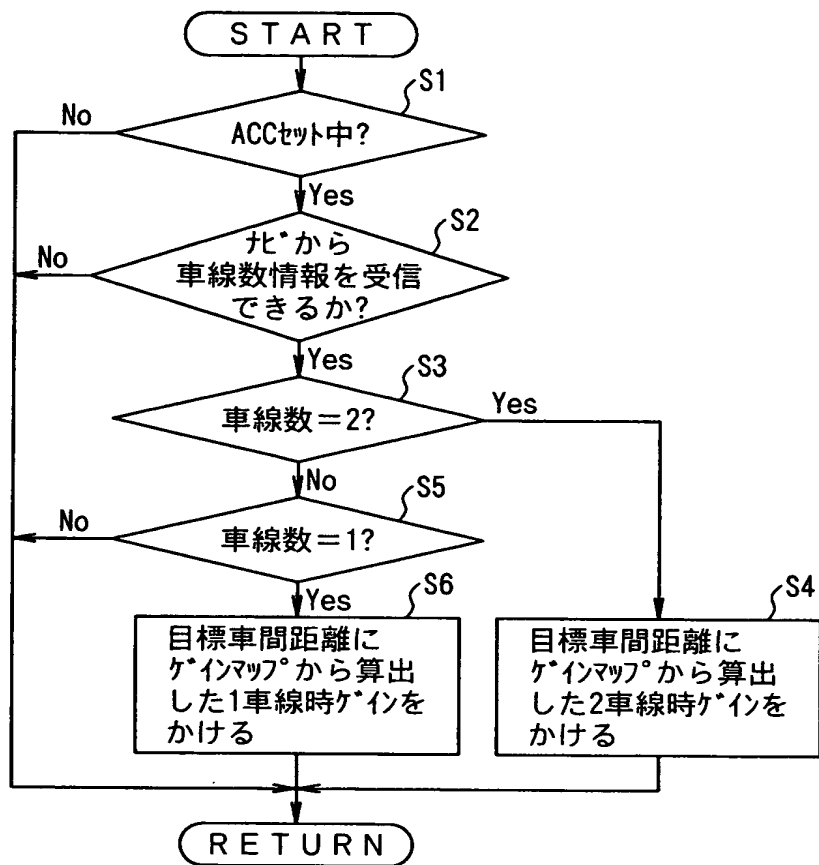 START
S1
No
ACCセット中?
Yes
S2
No
ナビから
車線数情報を受信
できるか?
Yes
S3
車線数=2?
Yes
No
S5
No
車線数=1?
Yes
S6
目標車間距離に
ゲインマップから算出
した1車線時ゲインを
かける
S4
目標車間距離に
ゲインマップから算出
した2車線時ゲインを
かける
RETURN